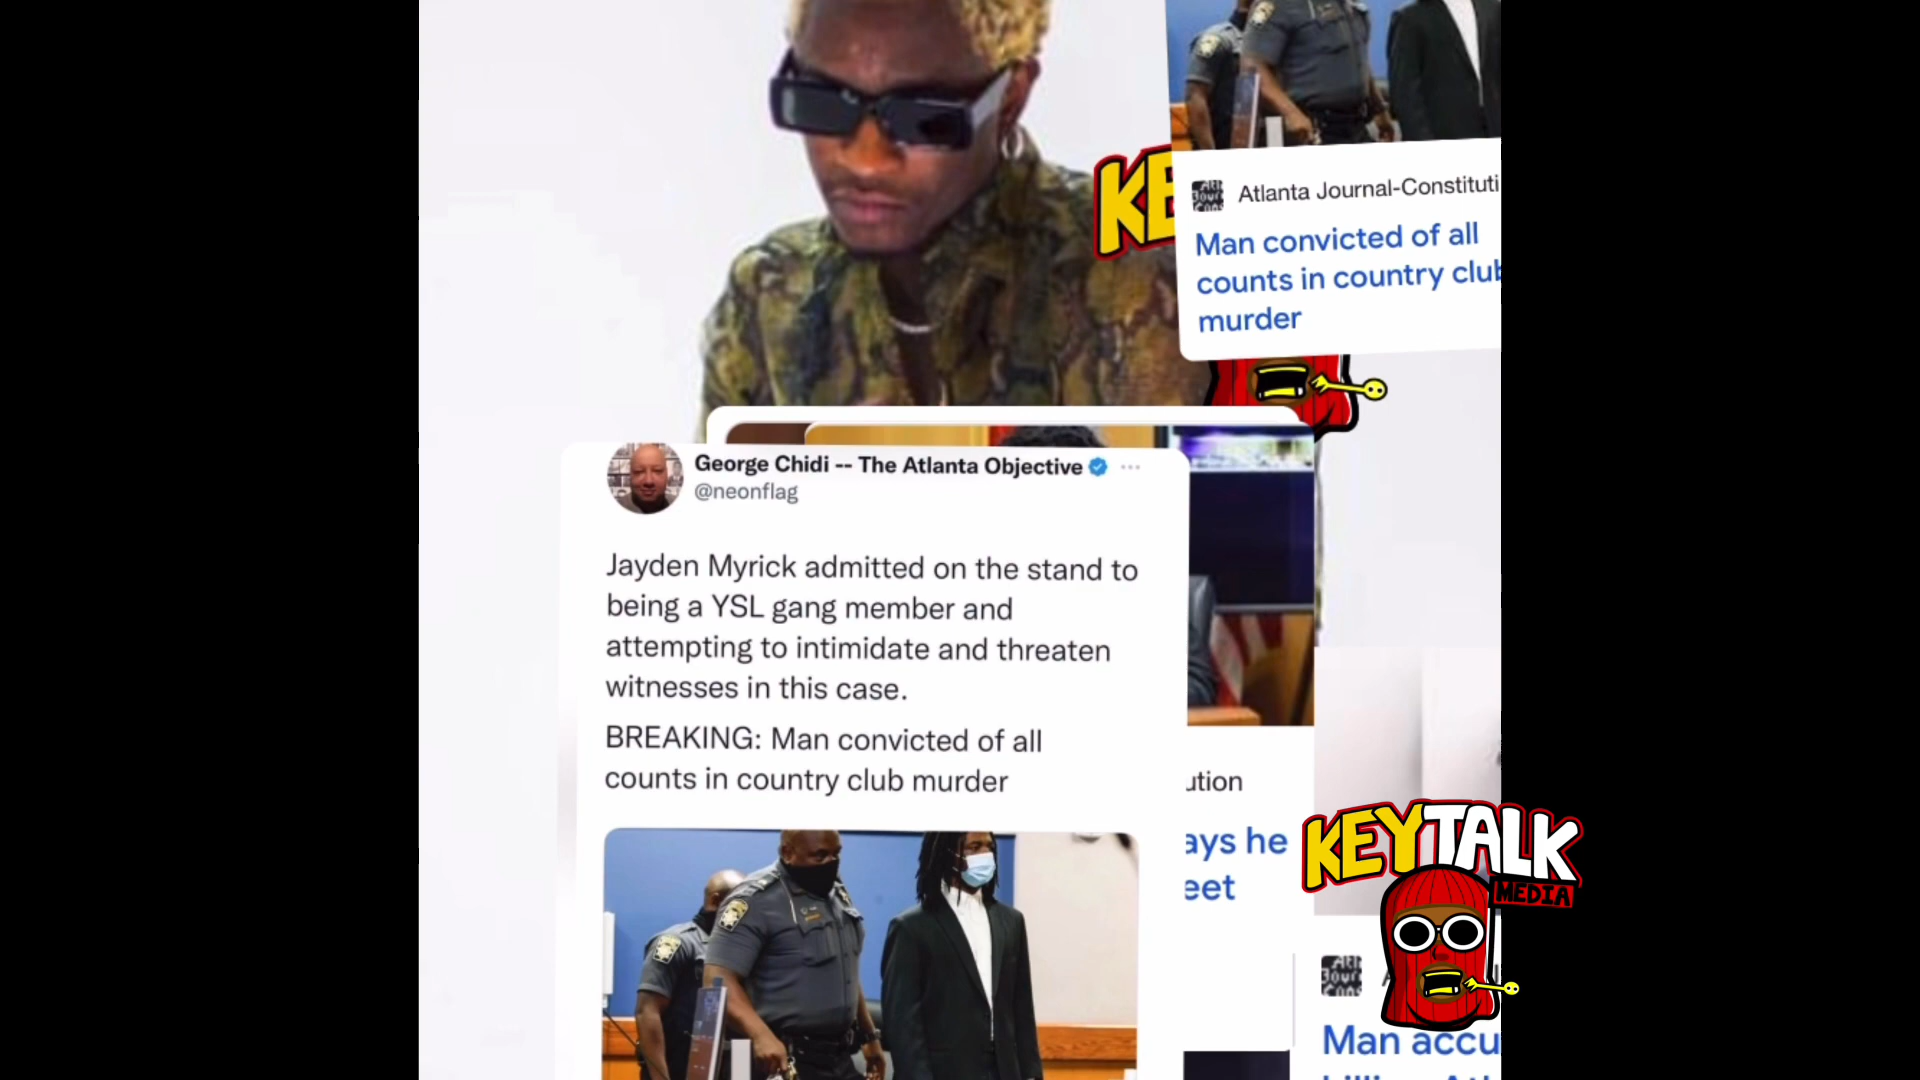 KE
Atlanta Journal-Constituti
Man convicted of all
counts in country club
murder
George Chidi -- The Atlanta Objective
@neonflag
Jayden Myrick admitted on the stand to
being a YSL gang member and
attempting to intimidate and threaten
witnesses in this case.
BREAKING: Man convicted of all
counts in country club murder
ution
ays he
eet
KEYTALK
MEDIA
Man accu